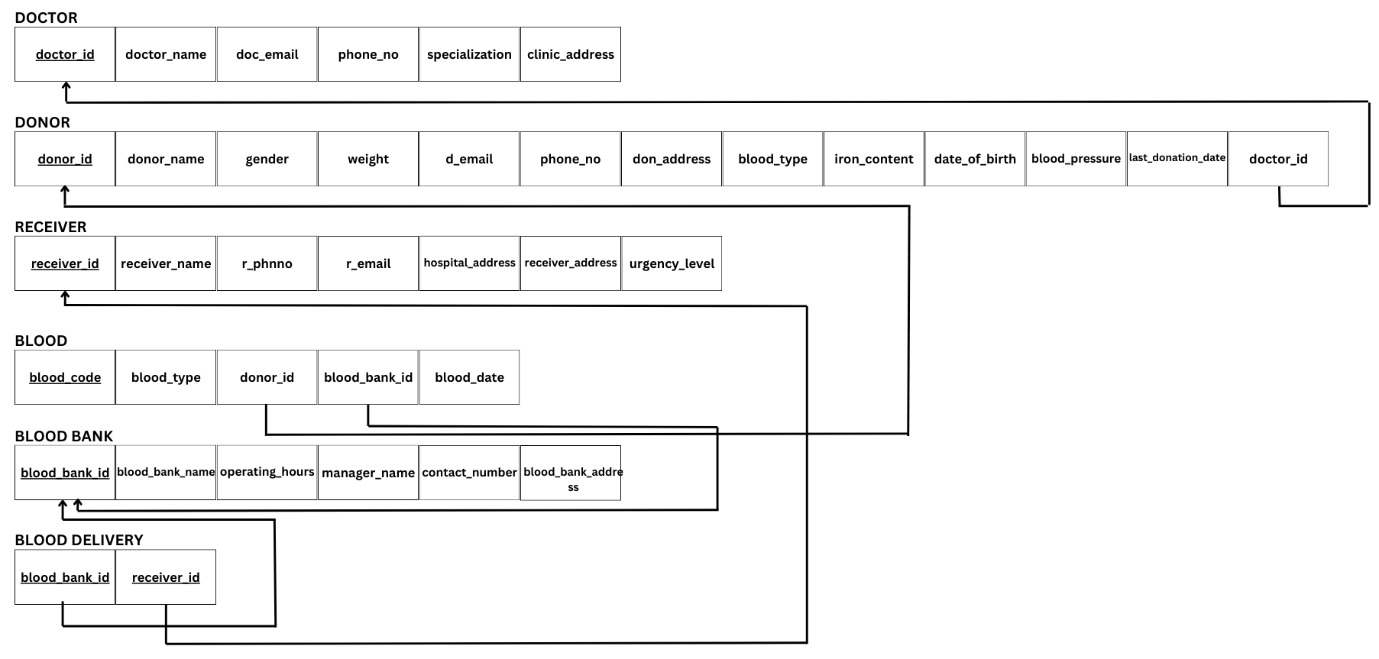 DOCTOR
doctor_id doctor_name doc_email phone_no specialization clinic_address
DONOR
donor_id donor_name gender weight d_email phone_no don_address blood_type iron_content date_of_birth blood_pressure last_donation_date doctor_id
RECEIVER
receiver_id receiver_name r_phnno r_email hospital_address receiver_address urgency_level
BLOOD
blood_code blood_type donor_id blood_bank_id blood_date
BLOOD BANK
blood_bank_id blood_bank_name operating_hours manager_name contact_number blood_bank_addre
ss
BLOOD DELIVERY
blood_bank_id receiver_id